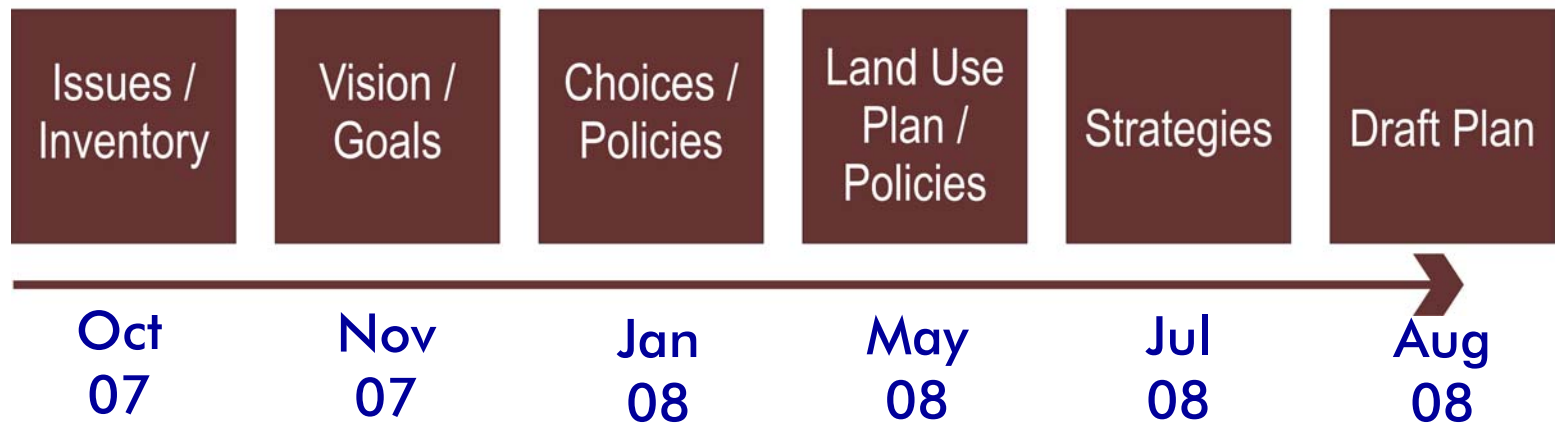 Issues /
Inventory
Vision /
Goals
Choices /
Policies
Land Use
Plan /
Policies
Strategies
Draft Plan
Oct
07
Nov
07
Jan
08
May
08
Jul
08
Aug
08